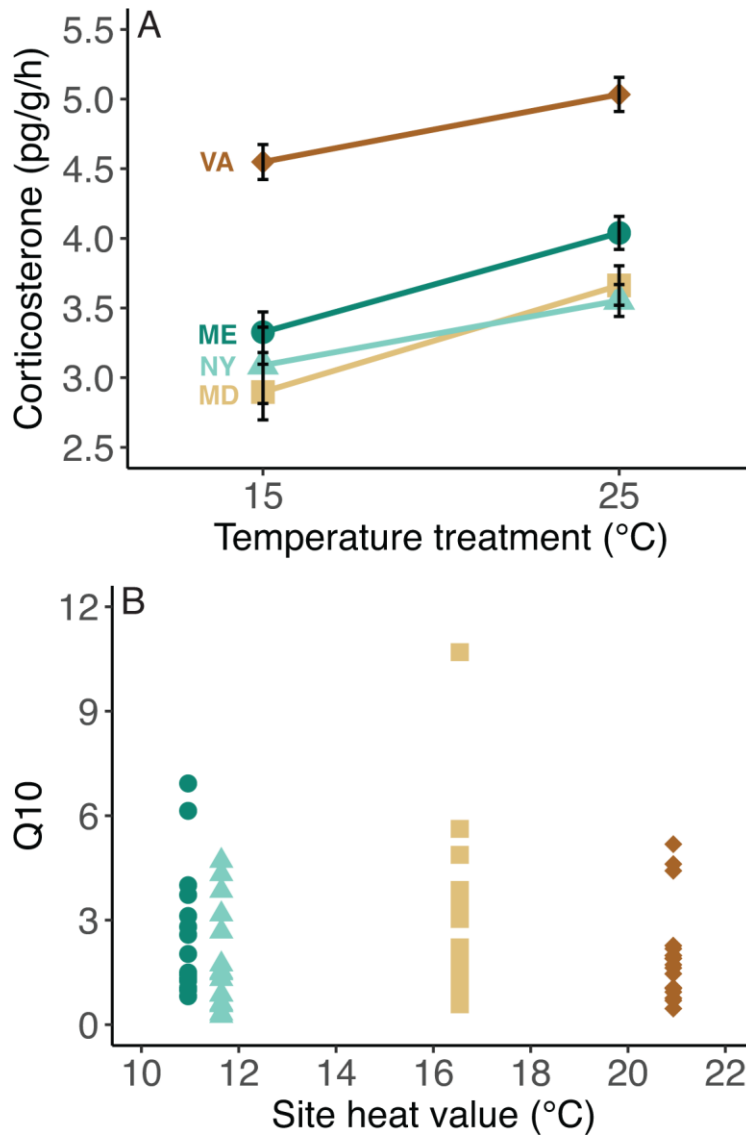 A
Corticosterone (pg/g/h)
5.5
5.0
4.5
4.0
3.5
3.0
2.5
VA
ME
NY
MD
15
25
Temperature treatment (°C)
B
Q10
12
9
6
3
0
10
12
14
16
18
20
22
Site heat value (°C)